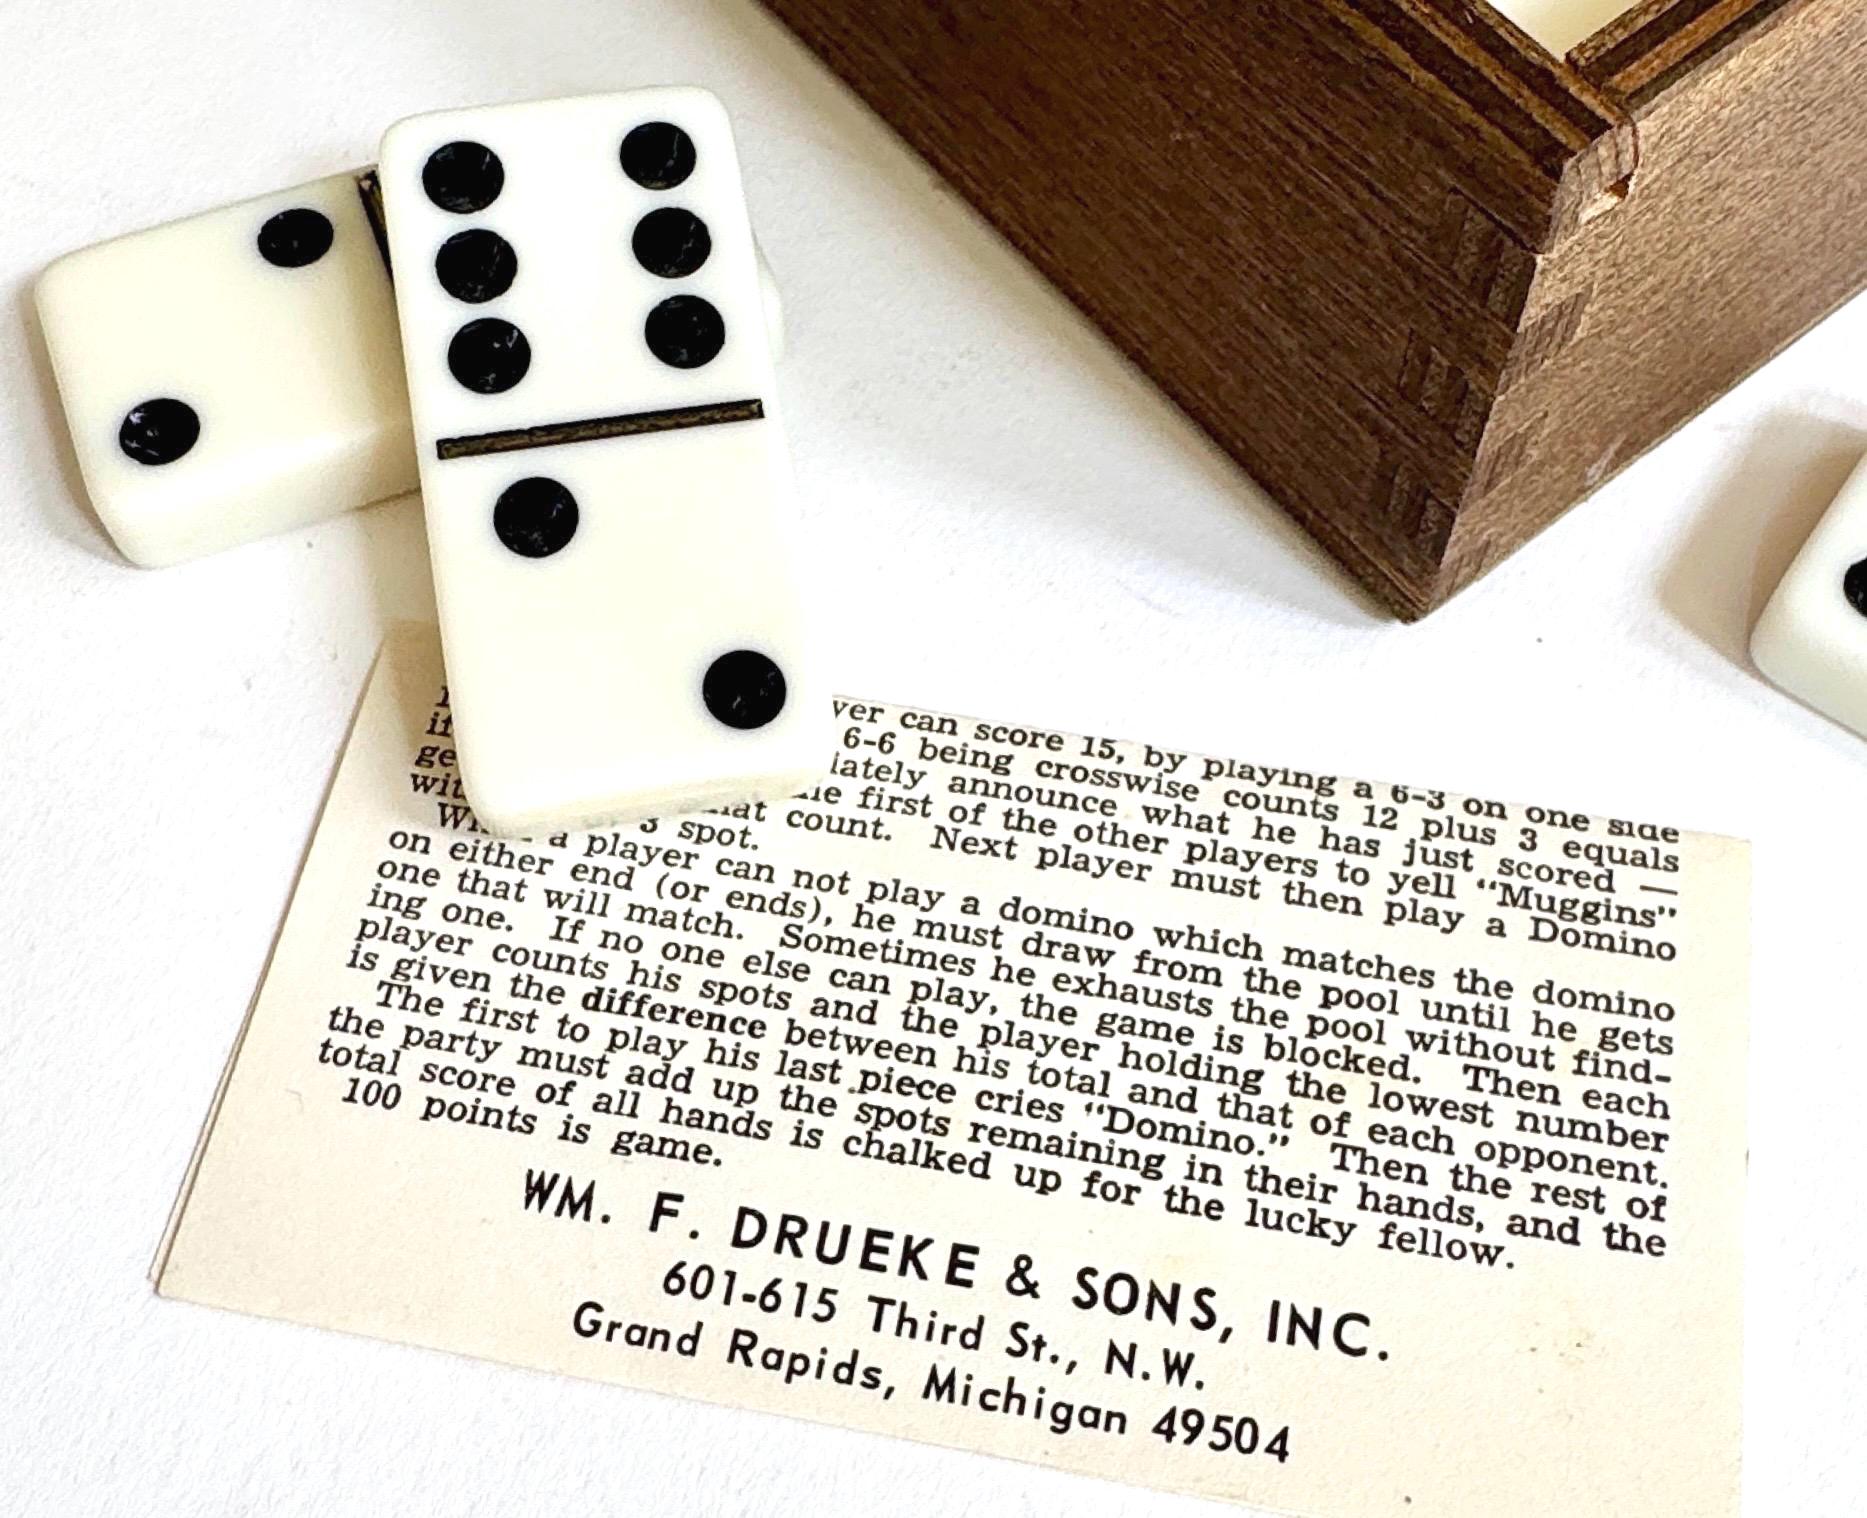 can score 15, by playing a 6-3 on one side
6-6 being crosswise counts 12 plus 3 equals
announce what he has just scored —
if first of the other players to yell "Muggins"
count. Next player must then play a Domino
3 spot.
a player can not play a domino which matches the domino
on either end (or ends), he must draw from the pool until he gets
one that will match. Sometimes he exhausts the pool without find-
ing one. If no one else can play, the game is blocked. Then each
player counts his spots and the player holding the lowest number
is given the difference between his total and that of each opponent.
The first to play his last piece cries "Domino." Then the rest of
the party must add up the spots remaining in their hands, and the
total score of all hands is chalked up for the lucky fellow.
100 points is game.
WM. F. DRUEKE & SONS, INC.
601-615 Third St., N.W.
Grand Rapids, Michigan 49504